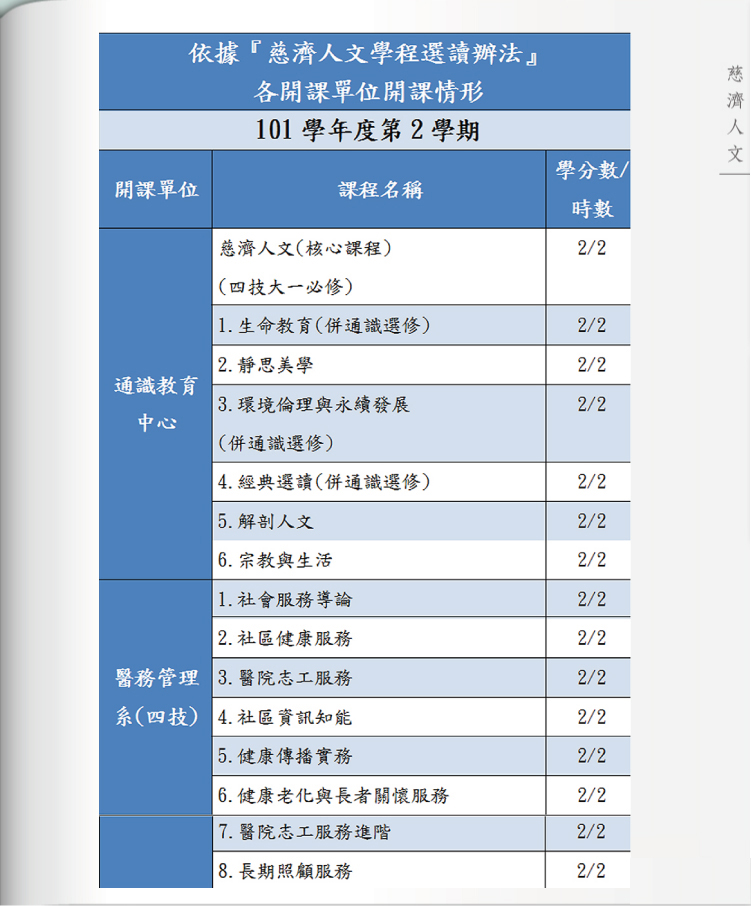 依據『慈濟人文學程選讀辦法』
各開課單位開課情形
101 學年度第 2 學期
開課單位 課程名稱 學分數/
時數
通識教育
中心
慈濟人文(核心課程) 2/2
(四技大一必修)
1.生命教育(併通識選修) 2/2
2.靜思美學 2/2
3.環境倫理與永續發展 2/2
(併通識選修)
4.經典選讀(併通識選修) 2/2
5.解剖人文 2/2
6.宗教與生活 2/2
醫務管理
系(四技)
1.社會服務導論 2/2
2.社區健康服務 2/2
3.醫院志工服務 2/2
4.社區資訊知能 2/2
5.健康傳播實務 2/2
6.健康老化與長者關懷服務 2/2
7.醫院志工服務進階 2/2
8.長期照顧服務 2/2
慈濟人文